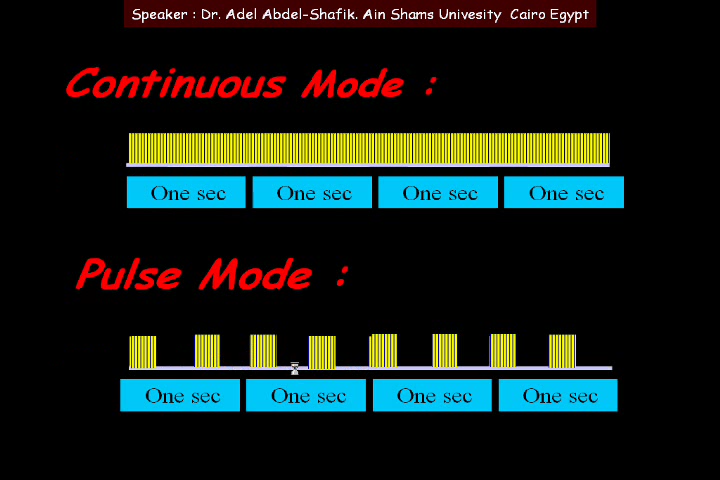 Speaker : Dr. Adel Abdel-Shafik. Ain Shams Univesity Cairo Egypt
Continuous Mode :
One sec One sec One sec One sec
Pulse Mode :
One sec One sec One sec One sec